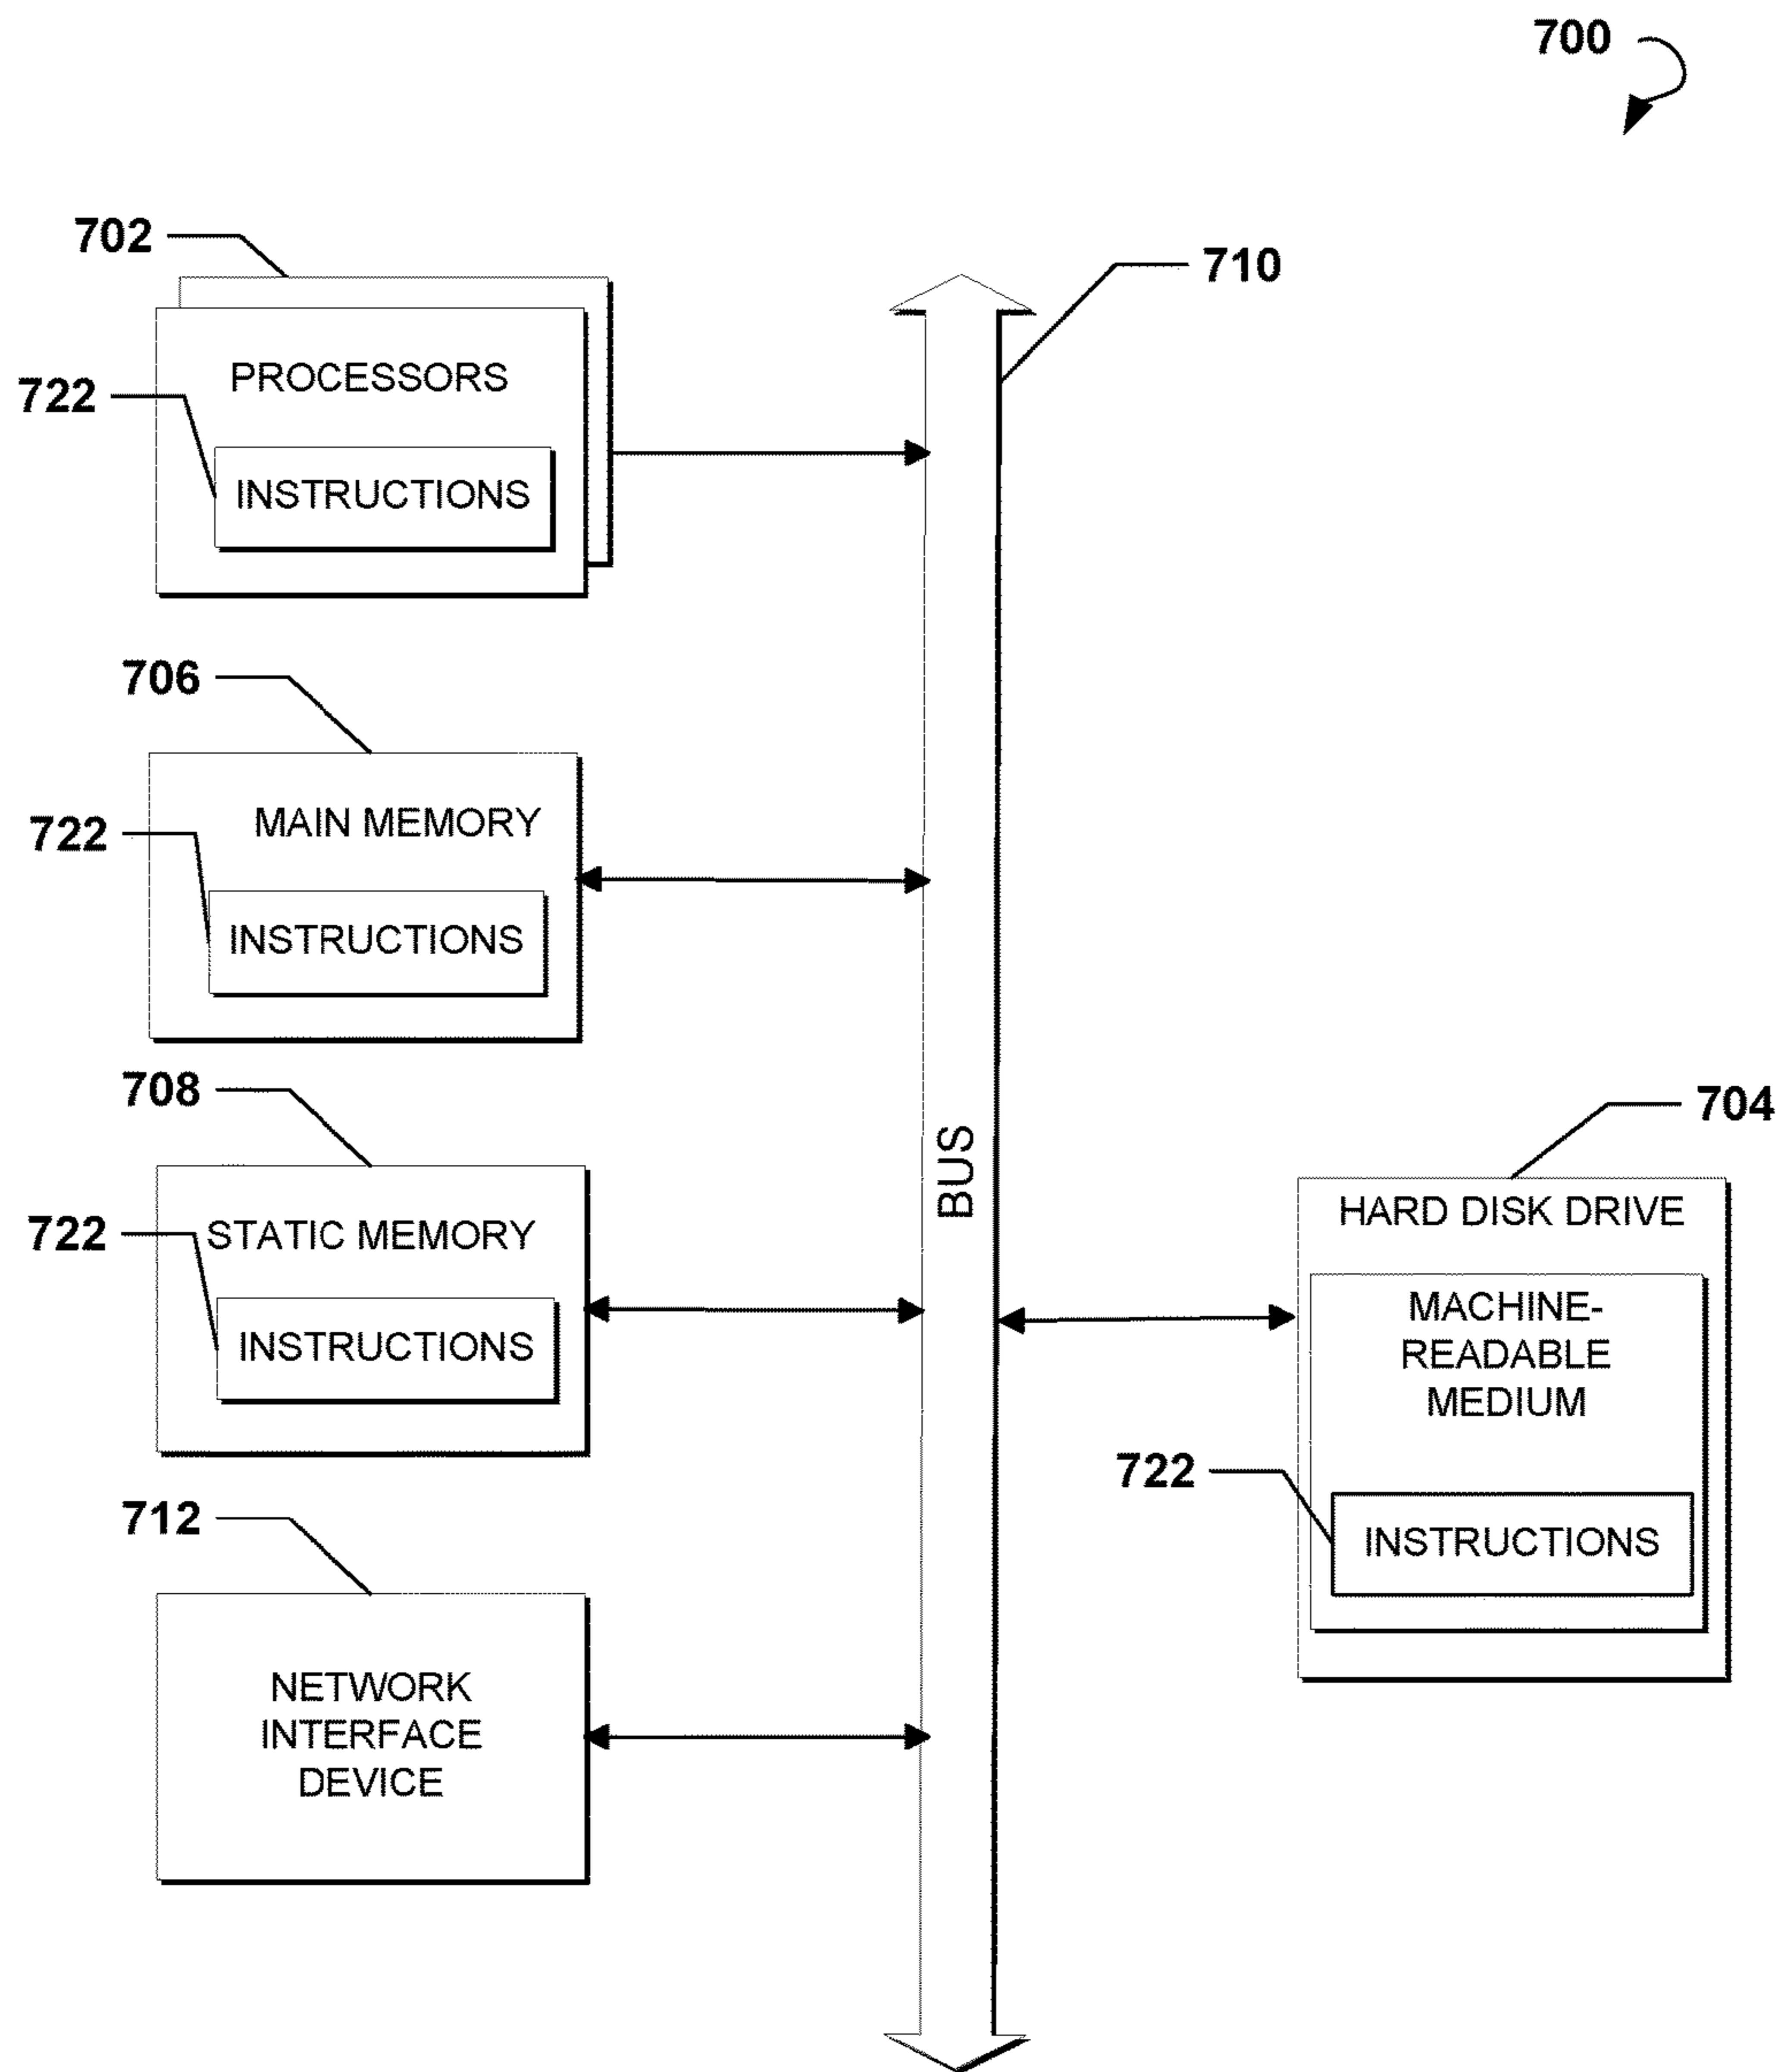 700
702
710
PROCESSORS
722
INSTRUCTIONS
706
MAIN MEMORY
722
INSTRUCTIONS
708
704
BUS
HARD DISK DRIVE
STATIC MEMORY
722
INSTRUCTIONS
MACHINE-
READABLE
MEDIUM
722
INSTRUCTIONS
712
NETWORK
INTERFACE
DEVICE